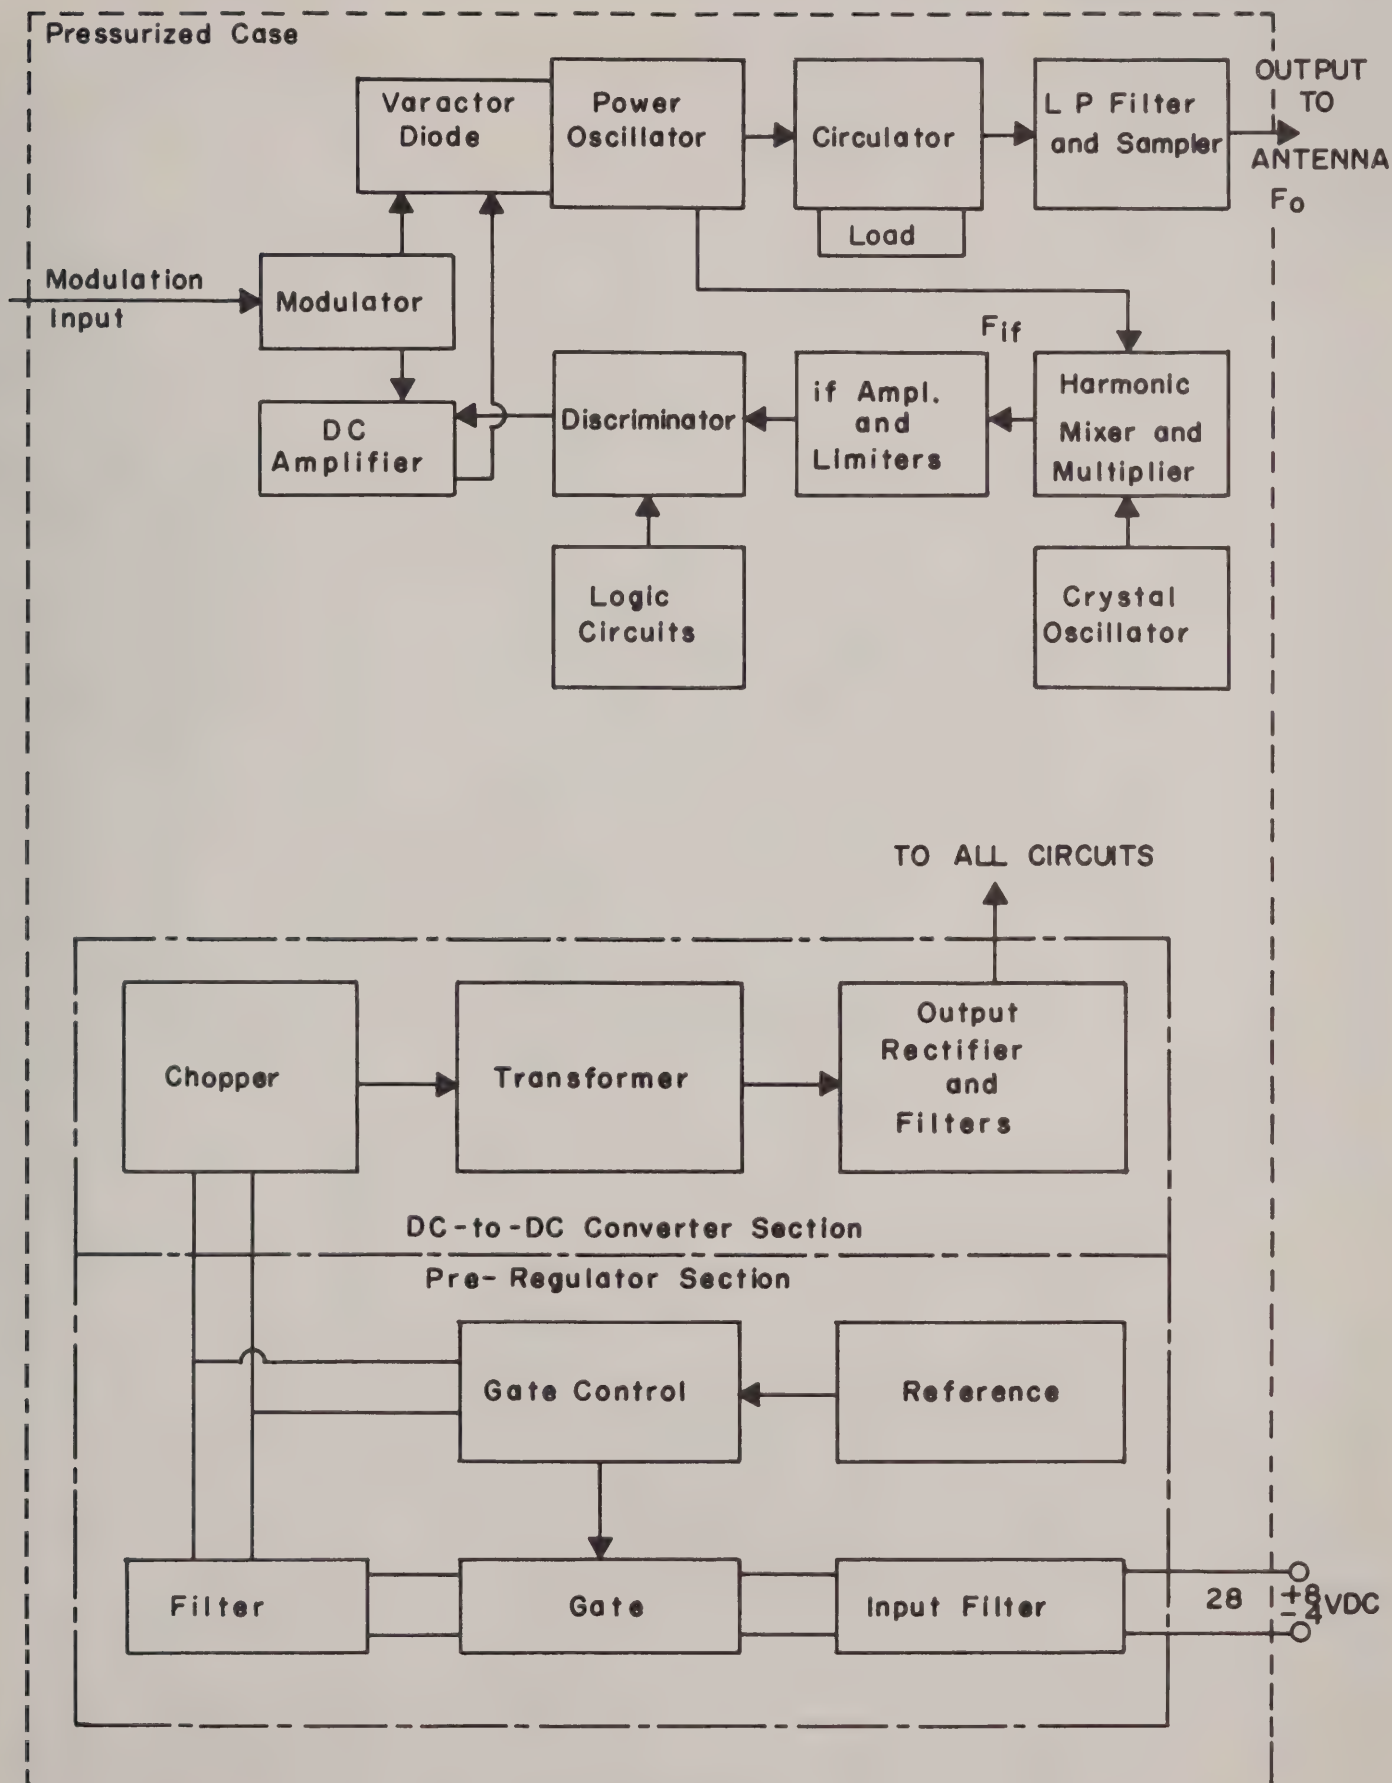 Pressurized Case
Varactor
Diode
Power
Oscillator
Circulator
Load
L P Filter
and Sampler
OUTPUT
TO
ANTENNA
Fo
Modulation
Input
Modulator
DC
Amplifier
Discriminator
Fif
if Ampl.
and
Limiters
Harmonic
Mixer and
Multiplier
Logic
Circuits
Crystal
Oscillator
TO ALL CIRCUITS
Chopper
Transformer
Output
Rectifier
and
Filters
DC-to-DC Converter Section
Pre-Regulator Section
Gate Control
Reference
Filter
Gate
Input Filter
28 +8 -4 VDC